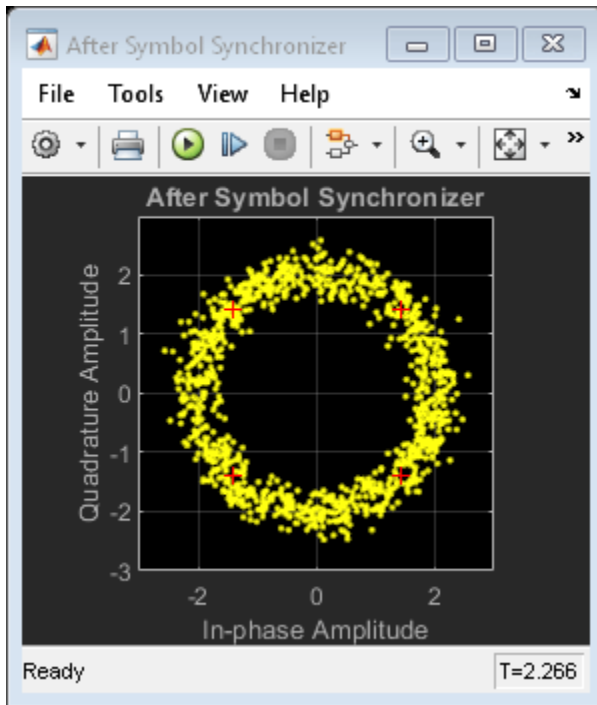 After Symbol Synchronizer
File Tools View Help
After Symbol Synchronizer
Quadrature Amplitude
2
1
0
-1
-2
-3
-2 0 2
In-phase Amplitude
Ready T=2.266